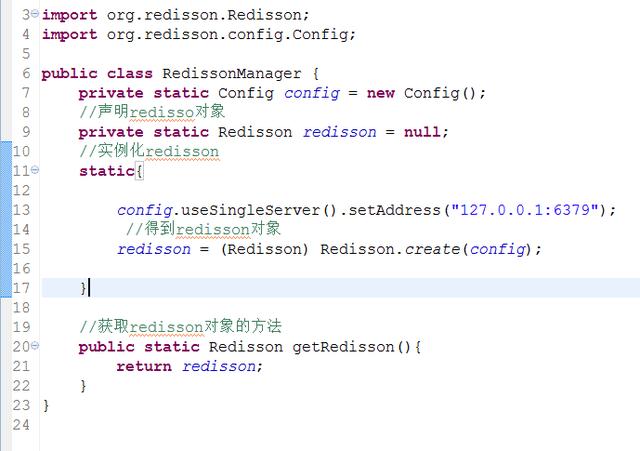 3 import org.redisson.Redisson;
4 import org.redisson.config.Config;
5
6 public class RedissonManager {
7     private static Config config = new Config();
8     //声明redisso对象
9     private static Redisson redisson = null;
10     //实例化redisson
11     static{
12
13         config.useSingleServer().setAddress("127.0.0.1:6379");
14          //得到redisson对象
15         redisson = (Redisson) Redisson.create(config);
16
17     }
18
19     //获取redisson对象的方法
20     public static Redisson getRedisson(){
21         return redisson;
22     }
23 }
24